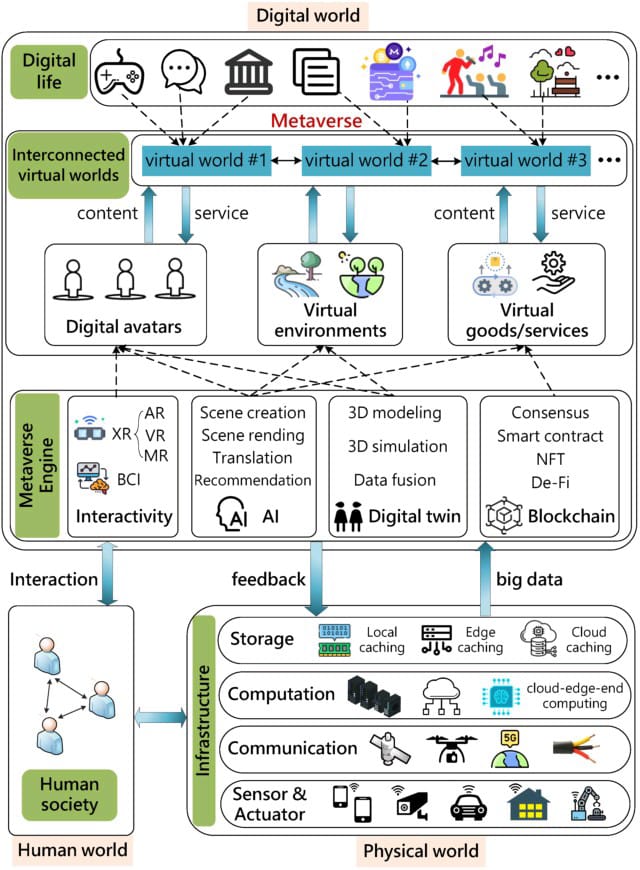 Digital world
Digital
life
...
Metaverse
Interconnected
virtual worlds
virtual world #1
virtual world #2
virtual world #3
...
content
service
content
service
Digital avatars
Virtual
environments
Virtual
goods/services
Metaverse
Engine
XR
AR
VR
MR
BCI
Interactivity
Scene creation
Scene rending
Translation
Recommendation
AI
AI
3D modeling
3D simulation
Data fusion
Digital twin
Consensus
Smart contract
NFT
De-Fi
Blockchain
Interaction
feedback
big data
Human
society
Human world
Infrastructure
Storage
010101
101010
Local
caching
Edge
caching
Cloud
caching
Computation
cloud-edge-end
computing
Communication
5G
Sensor &
Actuator
Physical world